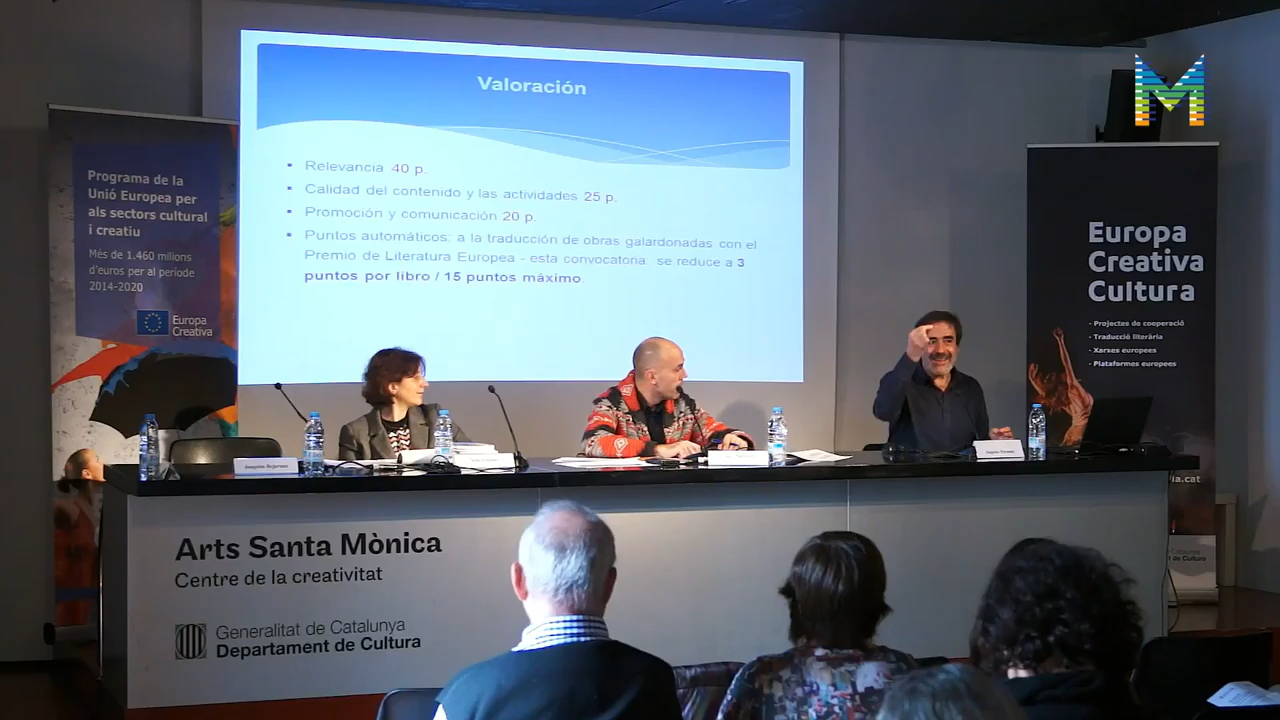 Valoración
Relevancia 40 p.
Calidad del contenido y las actividades 25 p.
Promoción y comunicación 20 p.
Puntos automáticos: a la traducción de obras galardonadas con el
Premio de Literatura Europea - esta convocatoria: se reduce a 3
puntos por libro / 15 puntos máximo.
Programa de la
Unió Europea per
als sectors cultural
i creatiu
Més de 1.460 milions
d'euros per al període
2014-2020
Europa
Creativa
M
Europa
Creativa
Cultura
- Projectes de cooperació
- Traducció literària
- Xarxes europees
- Plataformes europees
ia.cat
Arts Santa Mònica
Centre de la creativitat
Generalitat de Catalunya
Departament de Cultura